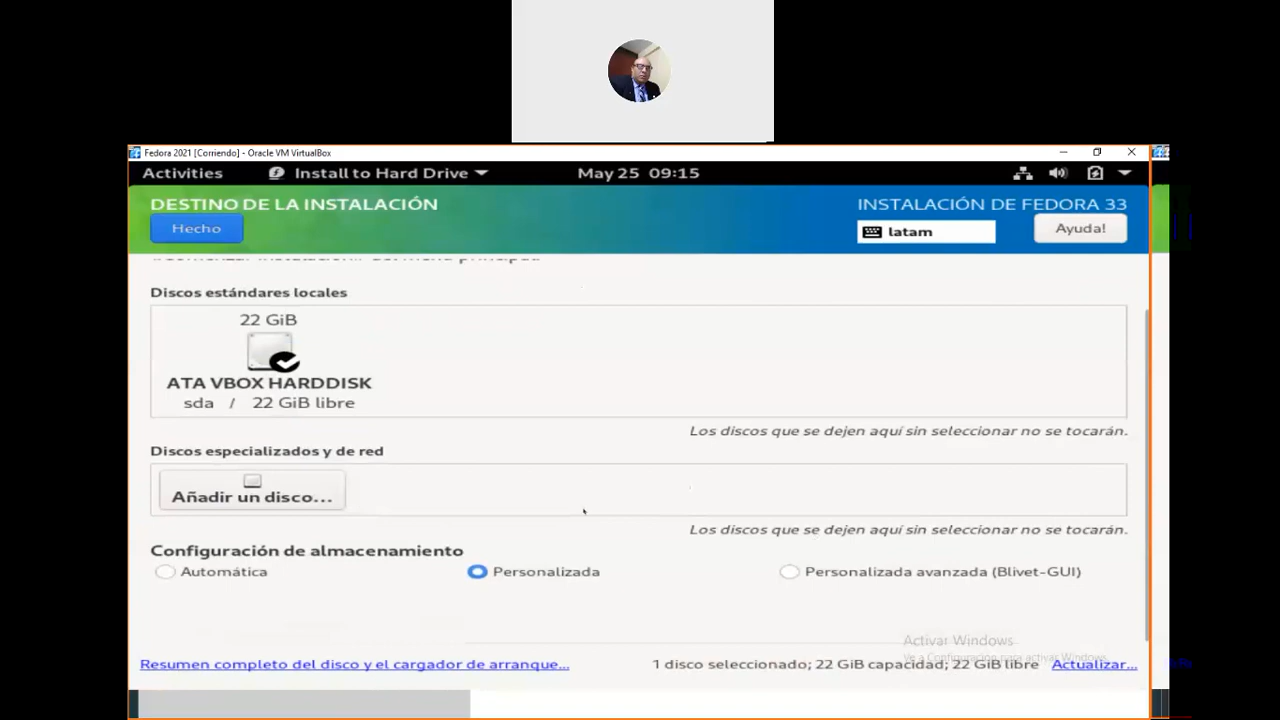 Fedora 2021 [Corriendo] - Oracle VM VirtualBox
Activities Install to Hard Drive May 25 09:15
DESTINO DE LA INSTALACIÓN INSTALACIÓN DE FEDORA 33
Hecho latam Ayuda!
Discos estándares locales
22 GiB
ATA VBOX HARDDISK
sda / 22 GiB libre
Los discos que se dejen aquí sin seleccionar no se tocarán.
Discos especializados y de red
Añadir un disco...
Los discos que se dejen aquí sin seleccionar no se tocarán.
Configuración de almacenamiento
Automática Personalizada Personalizada avanzada (Blivet-GUI)
Activar Windows
Ve a Configuración para activar Windows.
Resumen completo del disco y el cargador de arranque... 1 disco seleccionado; 22 GiB capacidad; 22 GiB libre Actualizar...